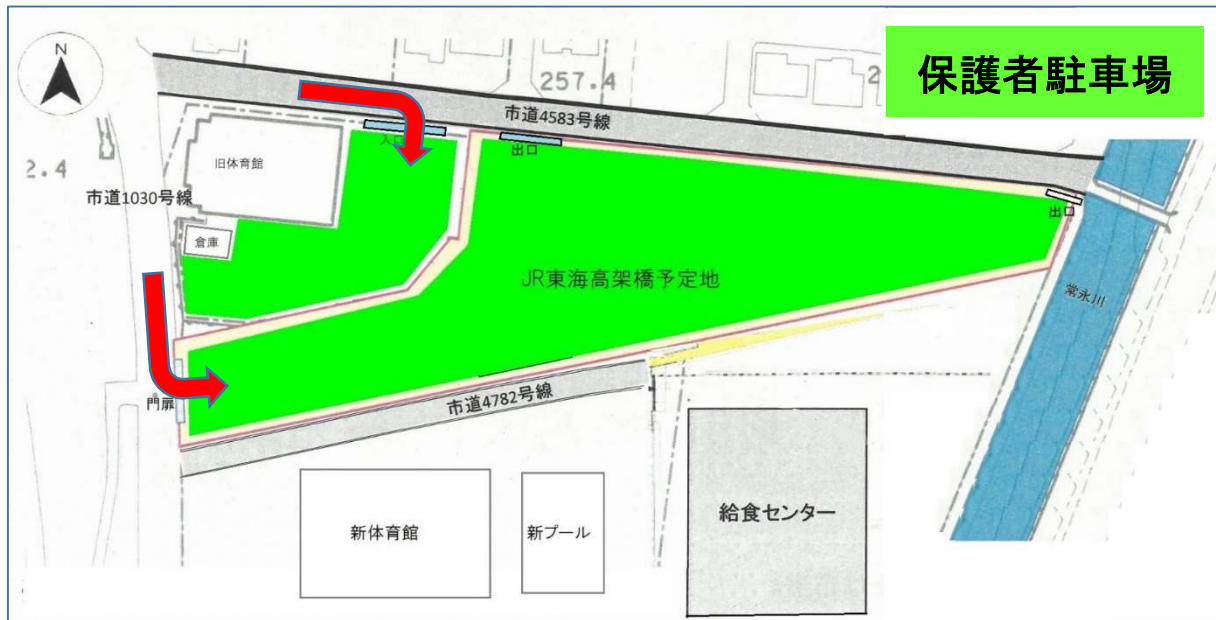 N
保護者駐車場
257.4
2
市道4583号線
入口
出口
旧体育館
2.4
市道1030号線
出口
倉庫
JR東海高架橋予定地
常永川
門扉
市道4782号線
新体育館
新プール
給食センター